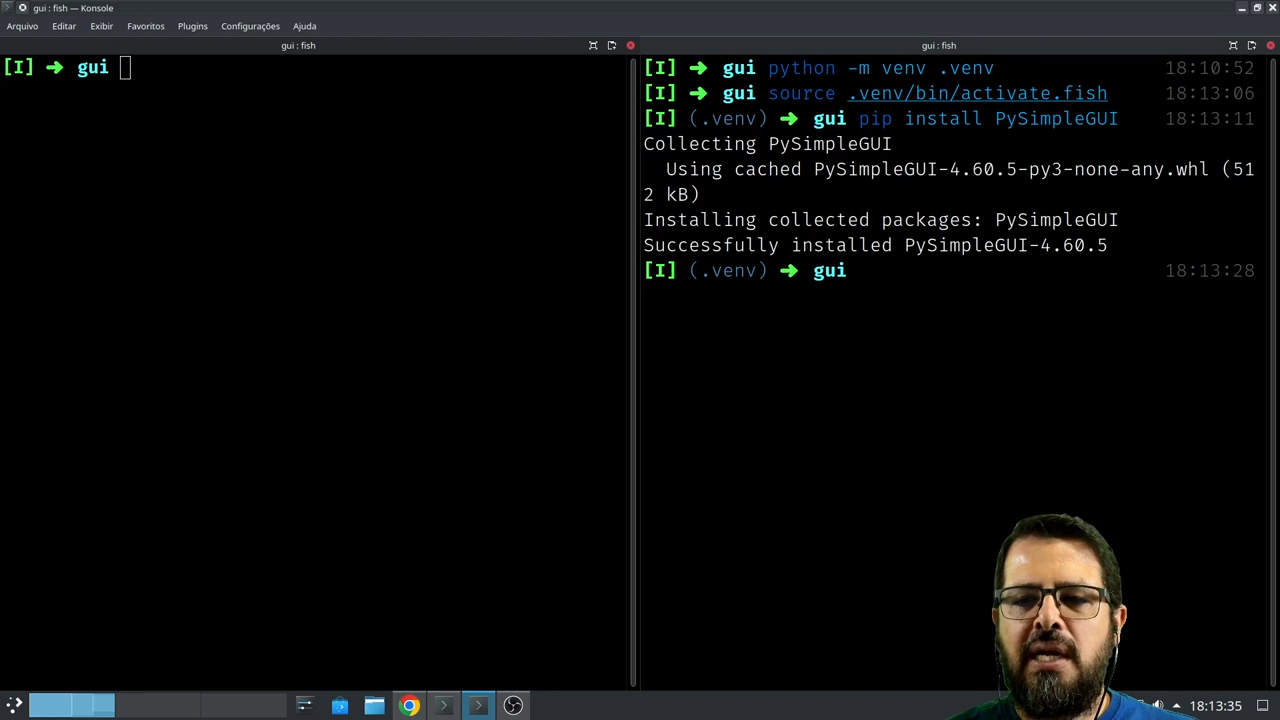 gui : fish — Konsole
Arquivo Editar Exibir Favoritos Plugins Configurações Ajuda
gui : fish
[I] ➜ gui
gui : fish
[I] ➜ gui python -m venv .venv 18:10:52
[I] ➜ gui source .venv/bin/activate.fish 18:13:06
[I] (.venv) ➜ gui pip install PySimpleGUI 18:13:11
Collecting PySimpleGUI
Using cached PySimpleGUI-4.60.5-py3-none-any.whl (51
2 kB)
Installing collected packages: PySimpleGUI
Successfully installed PySimpleGUI-4.60.5
[I] (.venv) ➜ gui 18:13:28
18:13:35